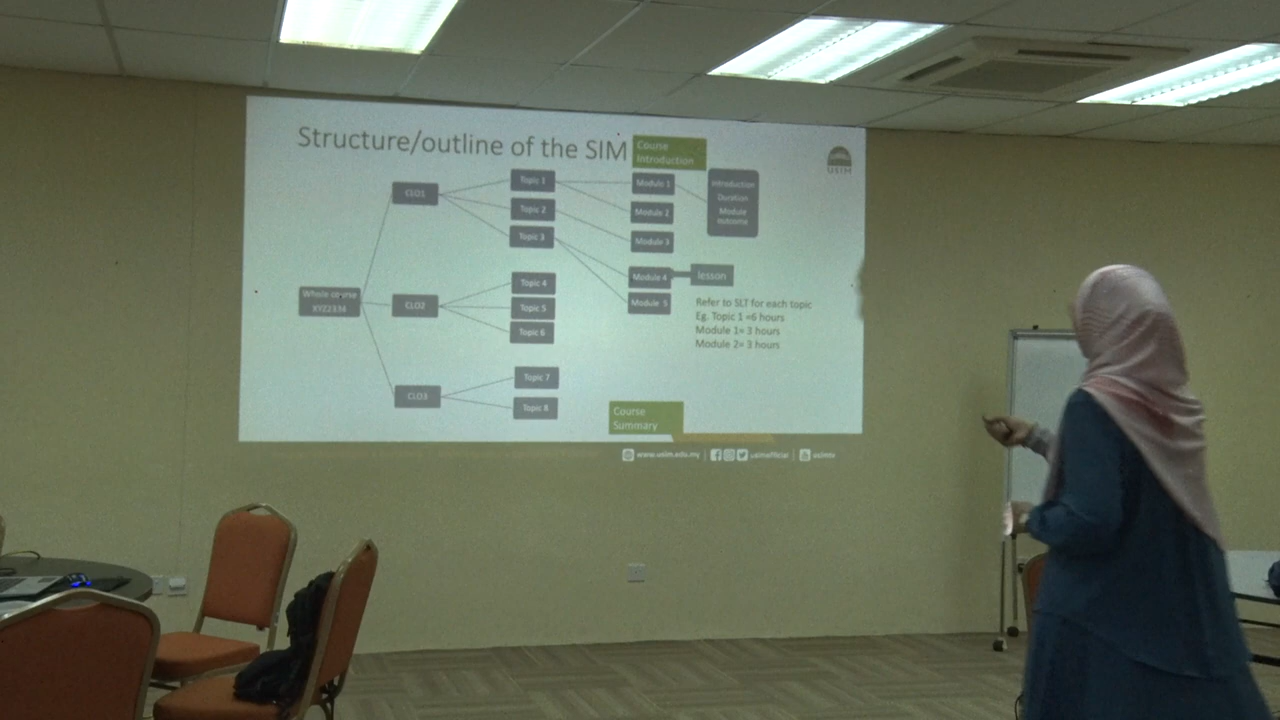 Structure/outline of the SIM
Course
Introduction
USIM
CLO1
Topic 1
Topic 2
Topic 3
Module 1
Module 2
Module 3
Module 4
Module 5
Introduction
Duration
Module
outcome
lesson
Whole course
XYZ2334
CLO2
Topic 4
Topic 5
Topic 6
Refer to SLT for each topic
Eg. Topic 1 =6 hours
Module 1= 3 hours
Module 2= 3 hours
CLO3
Topic 7
Topic 8
Course
Summary
www.usim.edu.my
usimofficial
usimtv